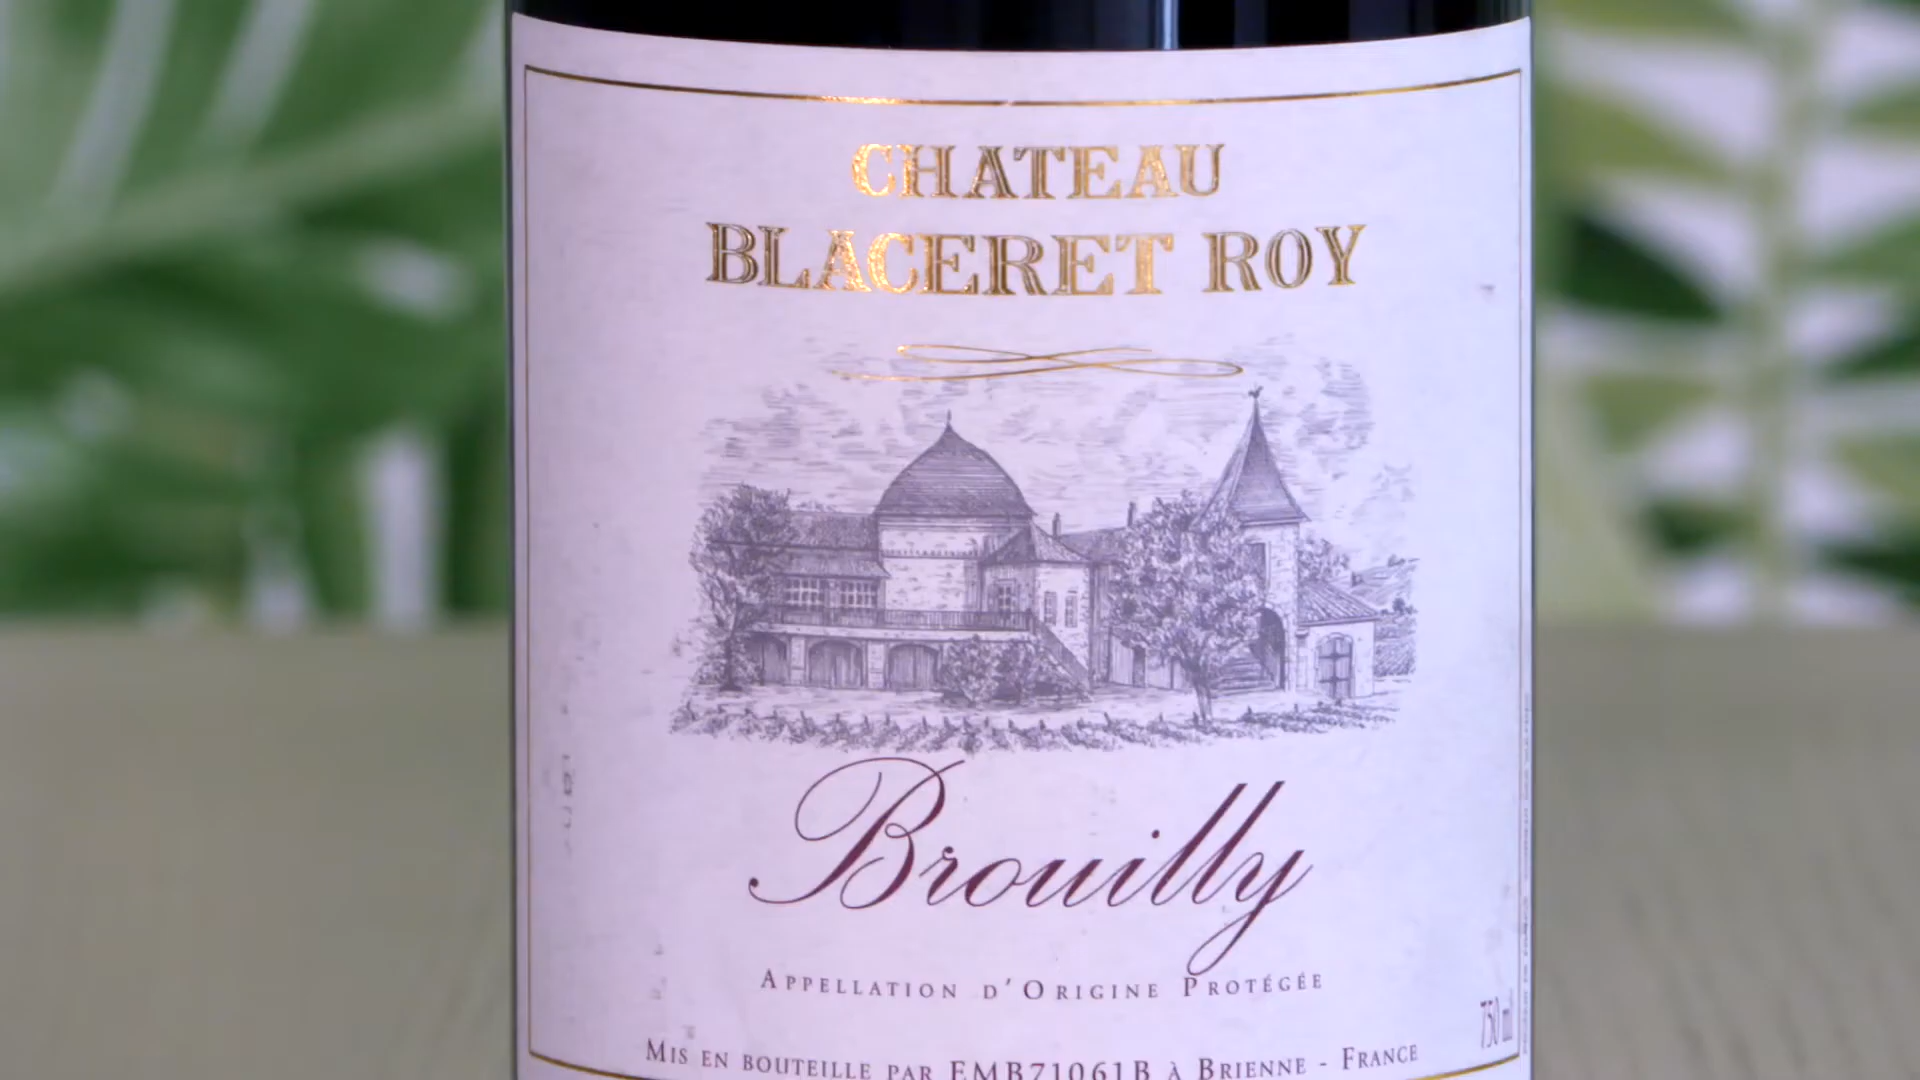 CHATEAU
BLACERET ROY
Brouilly
APPELLATION D'ORIGINE PROTÉGÉE
750 ml
MIS EN BOUTEILLE PAR EMB71061B À BRIENNE - FRANCE